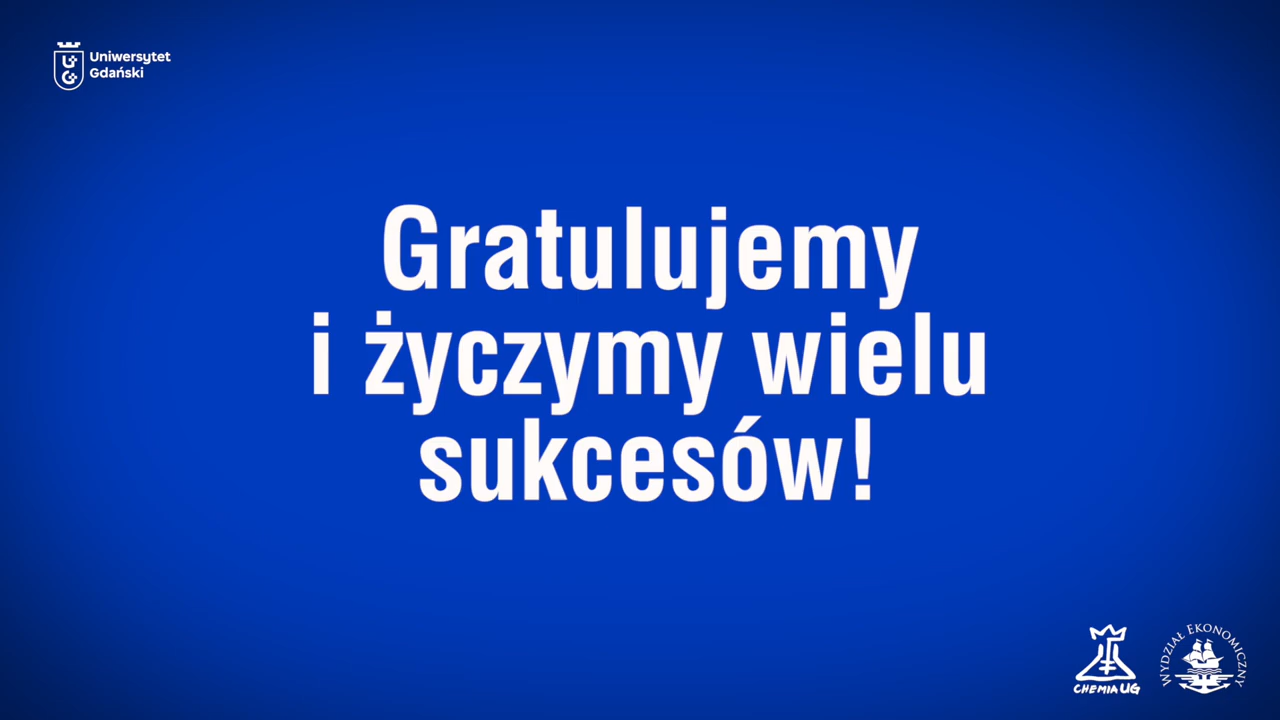 Uniwersytet
Gdański
Gratulujemy
i życzymy wielu
sukcesów!
CHEMIA UG
WYDZIAŁ EKONOMICZNY